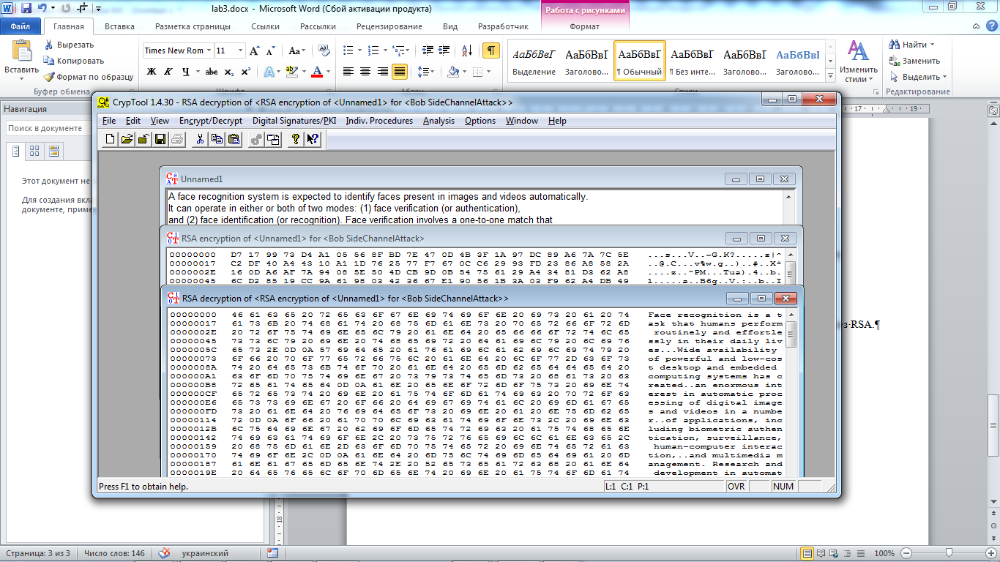 lab3.docx - Microsoft Word (Сбой активации продукта)
Работа с рисунками
Файл Главная Вставка Разметка страницы Ссылки Рассылки Рецензирование Вид Разработчик Формат
Вставить
Вырезать
Копировать
Формат по образцу
Буфер обмена
Times New Rom 11
АаБбВвГ АаБбВвІ АаБбВвГ АаБбВвГ АаБбВвІ АаБбВвІ
Выделение Заголово... ¶ Обычный ¶ Без инте... Заголово... Заголово...
Изменить стили
Найти
Заменить
Выделить
Редактирование
Навигация
Поиск в документе
Этот документ не
Для создания вкла
документе, приме
17 19
CrypTool 1.4.30 - RSA decryption of <RSA encryption of <Unnamed1> for <Bob SideChannelAttack>>
File Edit View Encrypt/Decrypt Digital Signatures/PKI Indiv. Procedures Analysis Options Window Help
Unnamed1
A face recognition system is expected to identify faces present in images and videos automatically.
It can operate in either or both of two modes: (1) face verification (or authentication),
and (2) face identification (or recognition). Face verification involves a one-to-one match that
RSA encryption of <Unnamed1> for <Bob SideChannelAttack>
00000000 D7 17 99 73 D4 A1 05 56 8F BD 7E 47 0D 4B 3F 1A 97 DC 89 A6 7A 7C 5E ...s...V..~G.K?.....z|^
00000017 C2 DF 40 A4 43 10 A1 1D 76 25 77 F7 67 0C C6 29 93 FD 23 86 A8 58 2A ..@.C...v%w.g..)..#..X*
0000002E 16 0D A6 AF 7A 94 08 5E 50 4D CB 9D 0B 54 75 61 29 A4 34 81 D3 62 A8 ....z..^PM...Tua).4..b.
00000045 6C D2 85 19 CC 9A 61 98 03 42 36 67 E1 90 56 1B 3A 03 F9 62 A4 DB 49 l.....a..B6g..V.:..b..I
RSA decryption of <RSA encryption of <Unnamed1> for <Bob SideChannelAttack>>
00000000 46 61 63 65 20 72 65 63 6F 67 6E 69 74 69 6F 6E 20 69 73 20 61 20 74 Face recognition is a t
00000017 61 73 6B 20 74 68 61 74 20 68 75 6D 61 6E 73 20 70 65 72 66 6F 72 6D ask that humans perform
0000002E 20 72 6F 75 74 69 6E 65 6C 79 20 61 6E 64 20 65 66 66 6F 72 74 6C 65 routinely and effortle
00000045 73 73 6C 79 20 69 6E 20 74 68 65 69 72 20 64 61 69 6C 79 20 6C 69 76 ssly in their daily liv
0000005C 65 73 2E 0D 0A 57 69 64 65 20 61 76 61 69 6C 61 62 69 6C 69 74 79 20 es...Wide availability
00000073 6F 66 20 70 6F 77 65 72 66 75 6C 20 61 6E 64 20 6C 6F 77 2D 63 6F 73 of powerful and low-cos
0000008A 74 20 64 65 73 6B 74 6F 70 20 61 6E 64 20 65 6D 62 65 64 64 65 64 20 t desktop and embedded
000000A1 63 6F 6D 70 75 74 69 6E 67 20 73 79 73 74 65 6D 73 20 68 61 73 20 63 computing systems has c
000000B8 72 65 61 74 65 64 0D 0A 61 6E 20 65 6E 6F 72 6D 6F 75 73 20 69 6E 74 reated..an enormous int
000000CF 65 72 65 73 74 20 69 6E 20 61 75 74 6F 6D 61 74 69 63 20 70 72 6F 63 erest in automatic proc
000000E6 65 73 73 69 6E 67 20 6F 66 20 64 69 67 69 74 61 6C 20 69 6D 61 67 65 essing of digital image
000000FD 73 20 61 6E 64 20 76 69 64 65 6F 73 20 69 6E 20 61 20 6E 75 6D 62 65 s and videos in a numbe
00000114 72 0D 0A 6F 66 20 61 70 70 6C 69 63 61 74 69 6F 6E 73 2C 20 69 6E 63 r..of applications, inc
0000012B 6C 75 64 69 6E 67 20 62 69 6F 6D 65 74 72 69 63 20 61 75 74 68 65 6E luding biometric authen
00000142 74 69 63 61 74 69 6F 6E 2C 20 73 75 72 76 65 69 6C 6C 61 6E 63 65 2C tication, surveillance,
00000159 20 68 75 6D 61 6E 2D 63 6F 6D 70 75 74 65 72 20 69 6E 74 65 72 61 63 human-computer interac
00000170 74 69 6F 6E 2C 0D 0A 61 6E 64 20 6D 75 6C 74 69 6D 65 64 69 61 20 6D tion,..and multimedia m
00000187 61 6E 61 67 65 6D 65 6E 74 2E 20 52 65 73 65 61 72 63 68 20 61 6E 64 anagement. Research and
0000019E 20 64 65 76 65 6C 6F 70 6D 65 6E 74 20 69 6E 20 61 75 74 6F 6D 61 74 development in automat
з·RSA.¶
Press F1 to obtain help. L:1 C:1 P:1 OVR NUM
18
Страница: 3 из 3 Число слов: 146 украинский 100%